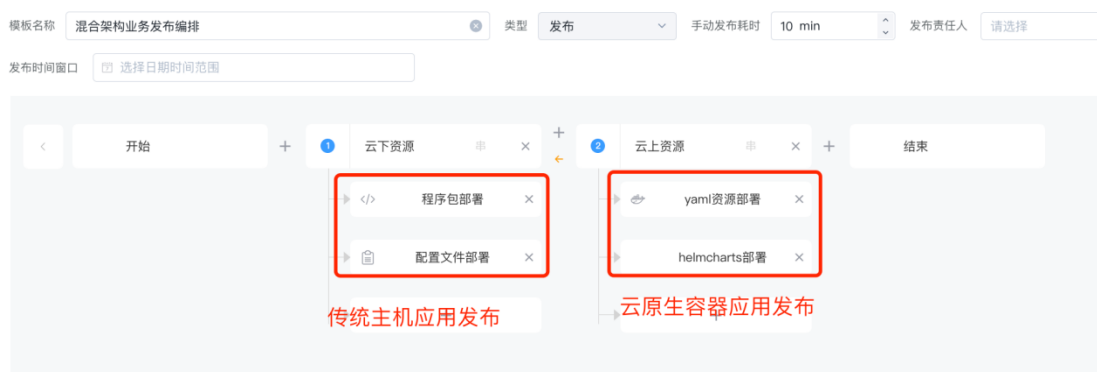 模板名称 混合架构业务发布编排 类型 发布 手动发布耗时 10 min 发布责任人 请选择
发布时间窗口 选择日期时间范围
开始 1 云下资源 串 2 云上资源 串 结束
程序包部署 yaml资源部署
配置文件部署 helmcharts部署
传统主机应用发布 云原生容器应用发布